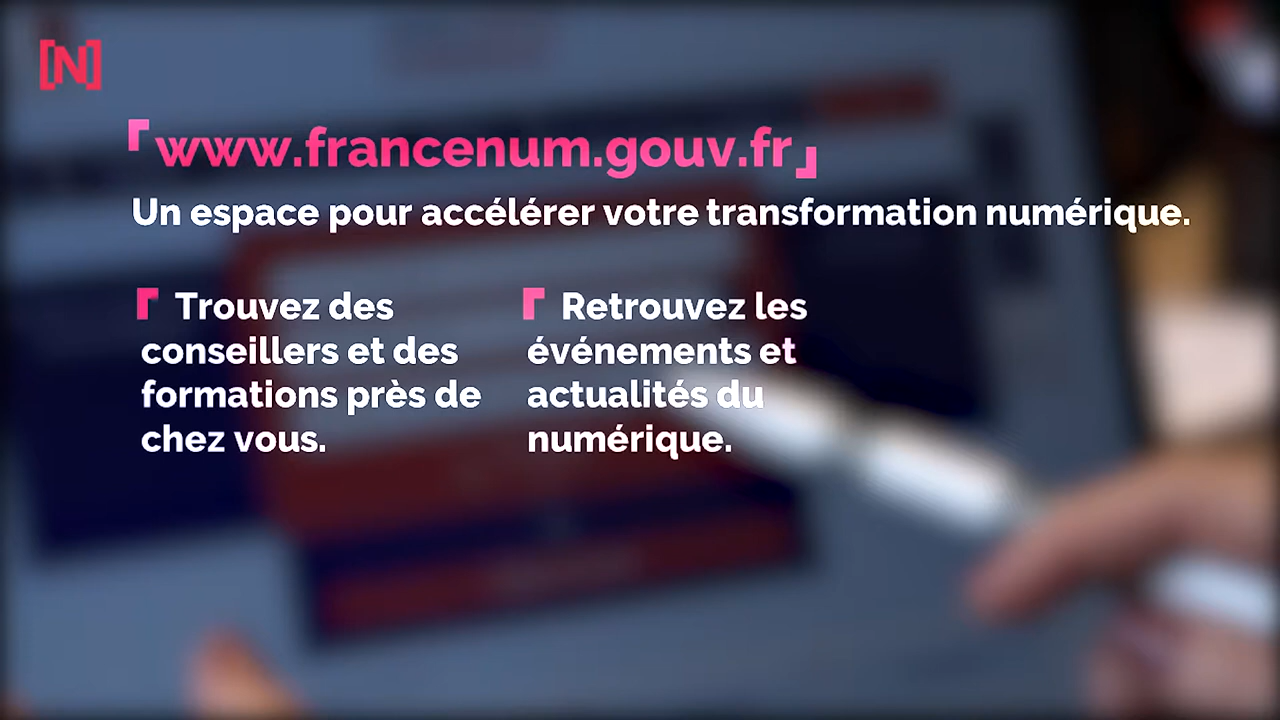 [N]
www.francenum.gouv.fr
Un espace pour accélérer votre transformation numérique.
Trouvez des
conseillers et des
formations près de
chez vous.
Retrouvez les
événements et
actualités du
numérique.